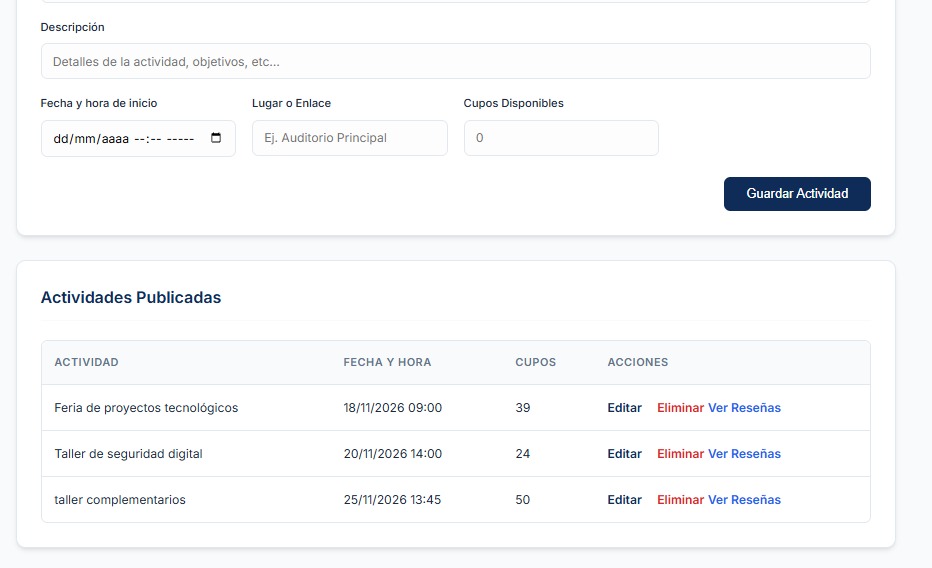 Descripción
Detalles de la actividad, objetivos, etc...
Fecha y hora de inicio Lugar o Enlace Cupos Disponibles
dd/mm/aaaa --:-- ----- Ej. Auditorio Principal 0
Guardar Actividad
Actividades Publicadas
ACTIVIDAD FECHA Y HORA CUPOS ACCIONES
Feria de proyectos tecnológicos 18/11/2026 09:00 39 Editar Eliminar Ver Reseñas
Taller de seguridad digital 20/11/2026 14:00 24 Editar Eliminar Ver Reseñas
taller complementarios 25/11/2026 13:45 50 Editar Eliminar Ver Reseñas